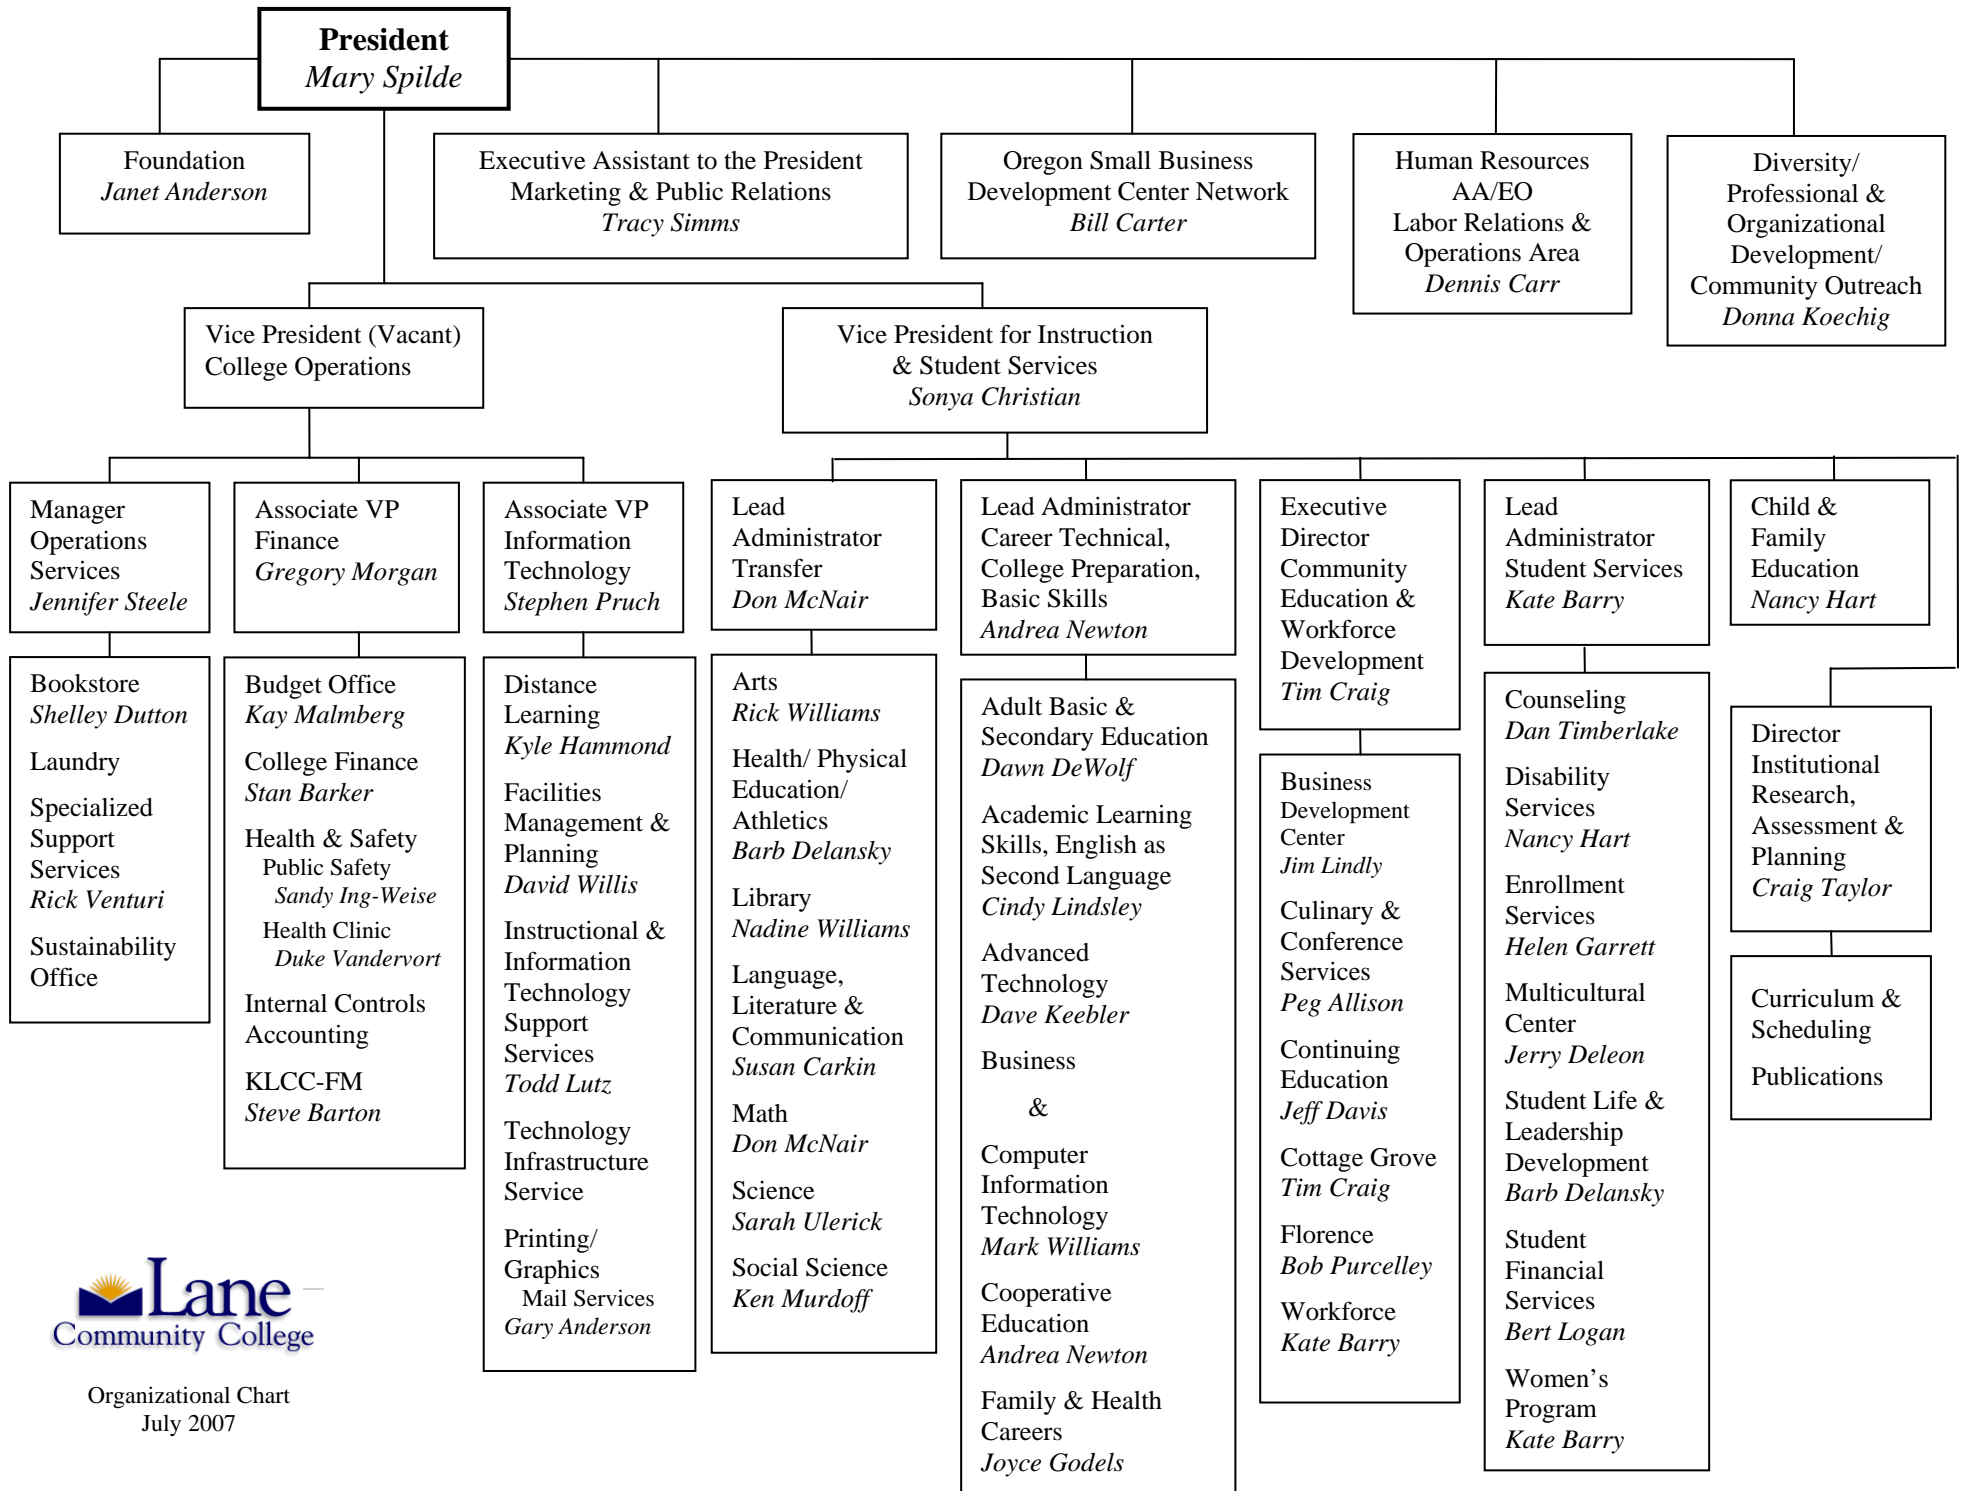 President
Mary Spilde
Foundation
Janet Anderson
Executive Assistant to the President
Marketing & Public Relations
Tracy Simms
Oregon Small Business
Development Center Network
Bill Carter
Human Resources
AA/EO
Labor Relations &
Operations Area
Dennis Carr
Diversity/
Professional &
Organizational
Development/
Community Outreach
Donna Koechig
Vice President (Vacant)
College Operations
Vice President for Instruction
& Student Services
Sonya Christian
Manager
Operations
Services
Jennifer Steele
Associate VP
Finance
Gregory Morgan
Associate VP
Information
Technology
Stephen Pruch
Lead
Administrator
Transfer
Don McNair
Lead Administrator
Career Technical,
College Preparation,
Basic Skills
Andrea Newton
Executive
Director
Community
Education &
Workforce
Development
Tim Craig
Lead
Administrator
Student Services
Kate Barry
Child &
Family
Education
Nancy Hart
Bookstore
Shelley Dutton
Laundry
Specialized
Support
Services
Rick Venturi
Sustainability
Office
Budget Office
Kay Malmberg
College Finance
Stan Barker
Health & Safety
Public Safety
Sandy Ing-Weise
Health Clinic
Duke Vandervort
Internal Controls
Accounting
KLCC-FM
Steve Barton
Distance
Learning
Kyle Hammond
Facilities
Management &
Planning
David Willis
Instructional &
Information
Technology
Support
Services
Todd Lutz
Technology
Infrastructure
Service
Printing/
Graphics
Mail Services
Gary Anderson
Arts
Rick Williams
Health/ Physical
Education/
Athletics
Barb Delansky
Library
Nadine Williams
Language,
Literature &
Communication
Susan Carkin
Math
Don McNair
Science
Sarah Ulerick
Social Science
Ken Murdoff
Adult Basic &
Secondary Education
Dawn DeWolf
Academic Learning
Skills, English as
Second Language
Cindy Lindsley
Advanced
Technology
Dave Keebler
Business
&
Computer
Information
Technology
Mark Williams
Cooperative
Education
Andrea Newton
Family & Health
Careers
Joyce Godels
Business
Development
Center
Jim Lindly
Culinary &
Conference
Services
Peg Allison
Continuing
Education
Jeff Davis
Cottage Grove
Tim Craig
Florence
Bob Purcelley
Workforce
Kate Barry
Counseling
Dan Timberlake
Disability
Services
Nancy Hart
Enrollment
Services
Helen Garrett
Multicultural
Center
Jerry Deleon
Student Life &
Leadership
Development
Barb Delansky
Student
Financial
Services
Bert Logan
Women's
Program
Kate Barry
Director
Institutional
Research,
Assessment &
Planning
Craig Taylor
Curriculum &
Scheduling
Publications
Lane
Community College
Organizational Chart
July 2007